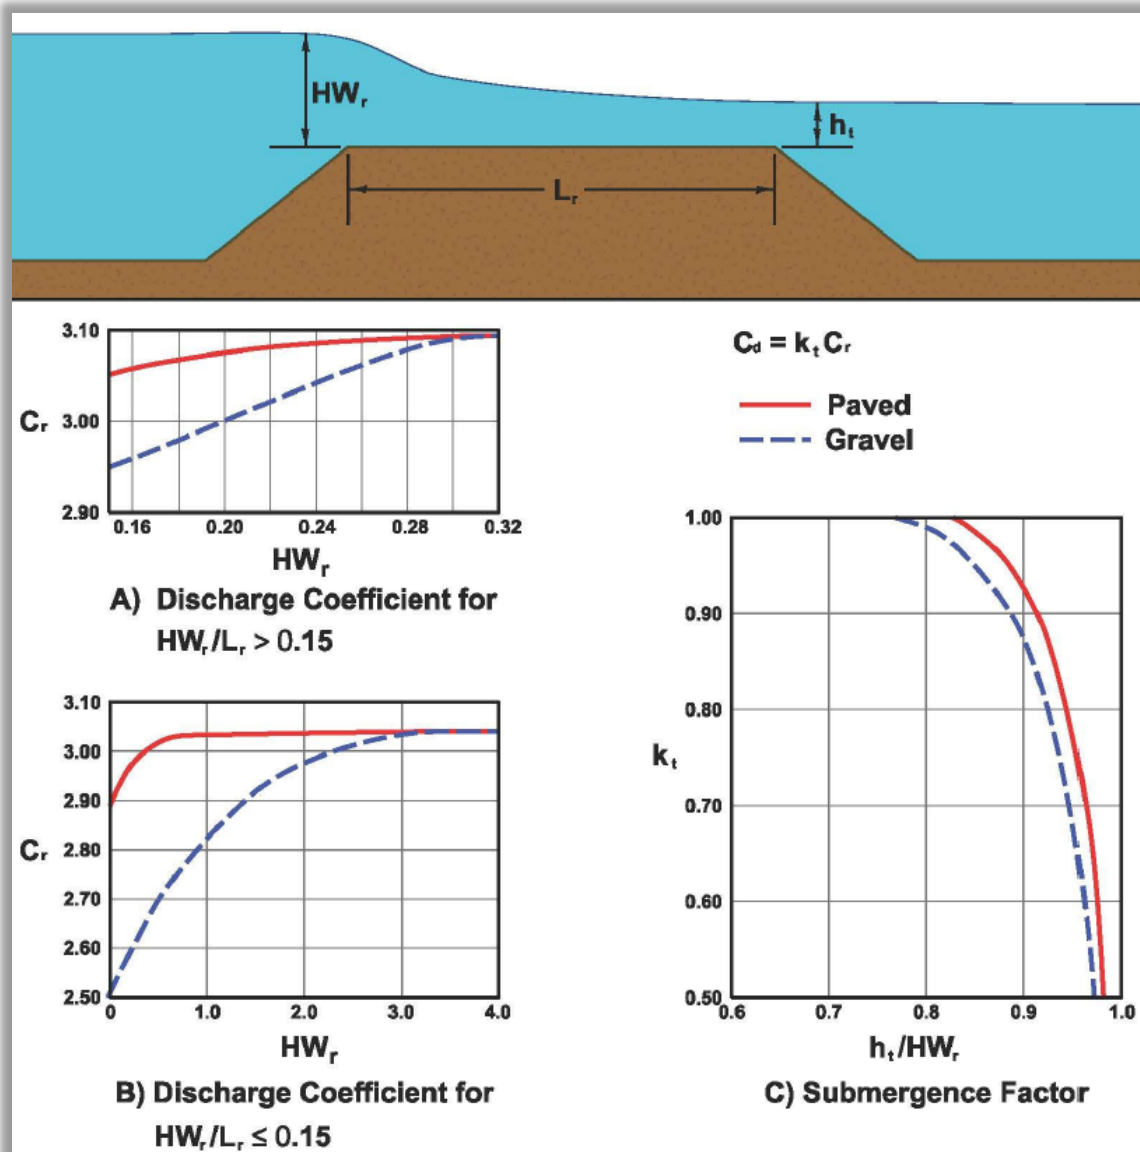 HWr
ht
Lr
3.10
3.00
2.90
Cr
0.16 0.20 0.24 0.28 0.32
HWr
A) Discharge Coefficient for
HWr/Lr > 0.15
Cd = ktCr
Paved
Gravel
3.10
3.00
2.90
2.80
2.70
2.60
2.50
Cr
0 1.0 2.0 3.0 4.0
HWr
B) Discharge Coefficient for
HWr/Lr ≤ 0.15
1.00
0.90
0.80
0.70
0.60
0.50
kt
0.6 0.7 0.8 0.9 1.0
ht/HWr
C) Submergence Factor